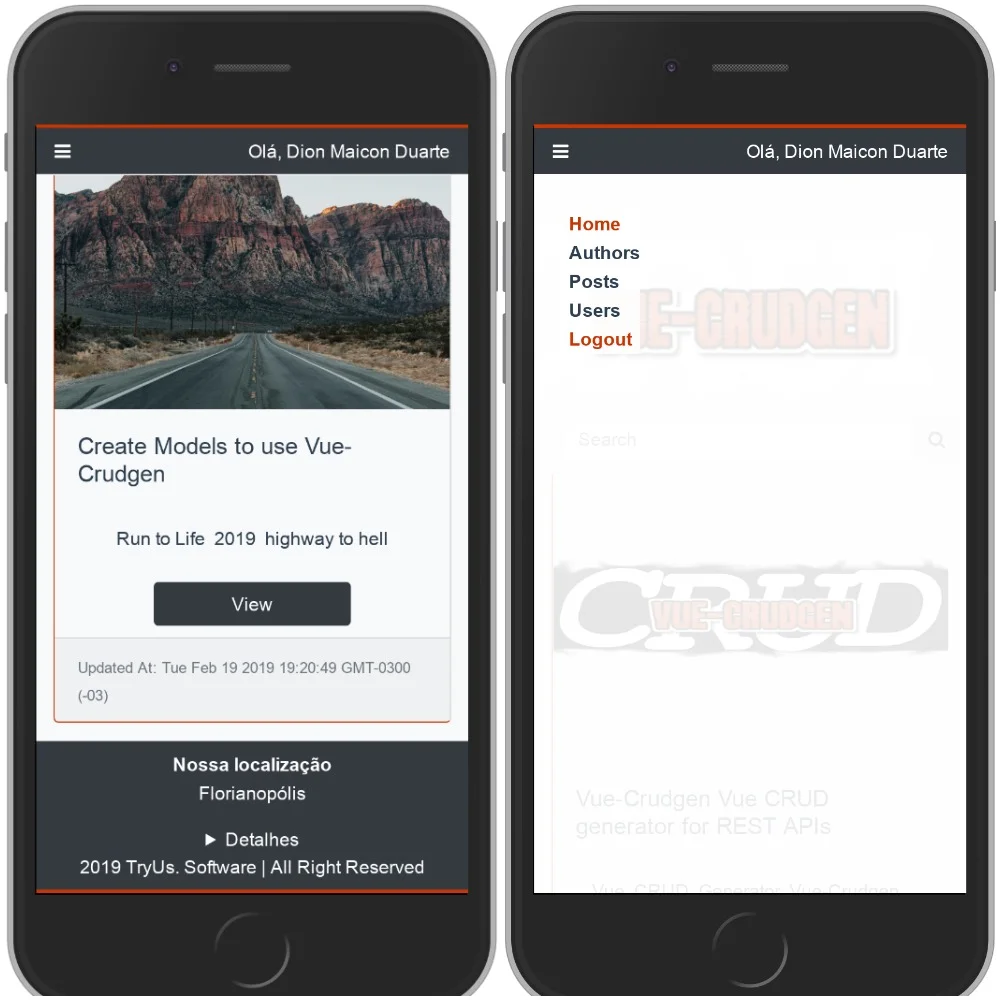 Olá, Dion Maicon Duarte
Create Models to use Vue-
Crudgen
Run to Life 2019 highway to hell
View
Updated At: Tue Feb 19 2019 19:20:49 GMT-0300
(-03)
Nossa localização
Florianopólis
▶ Detalhes
2019 TryUs. Software | All Right Reserved
Olá, Dion Maicon Duarte
Home
Authors
Posts
Users
Logout
E-CRUDGEN
Search
CRUD
VUE-CRUDGEN
Vue-Crudgen Vue CRUD
generator for REST APIs
Vue CRUD Generator Vue-Crudgen